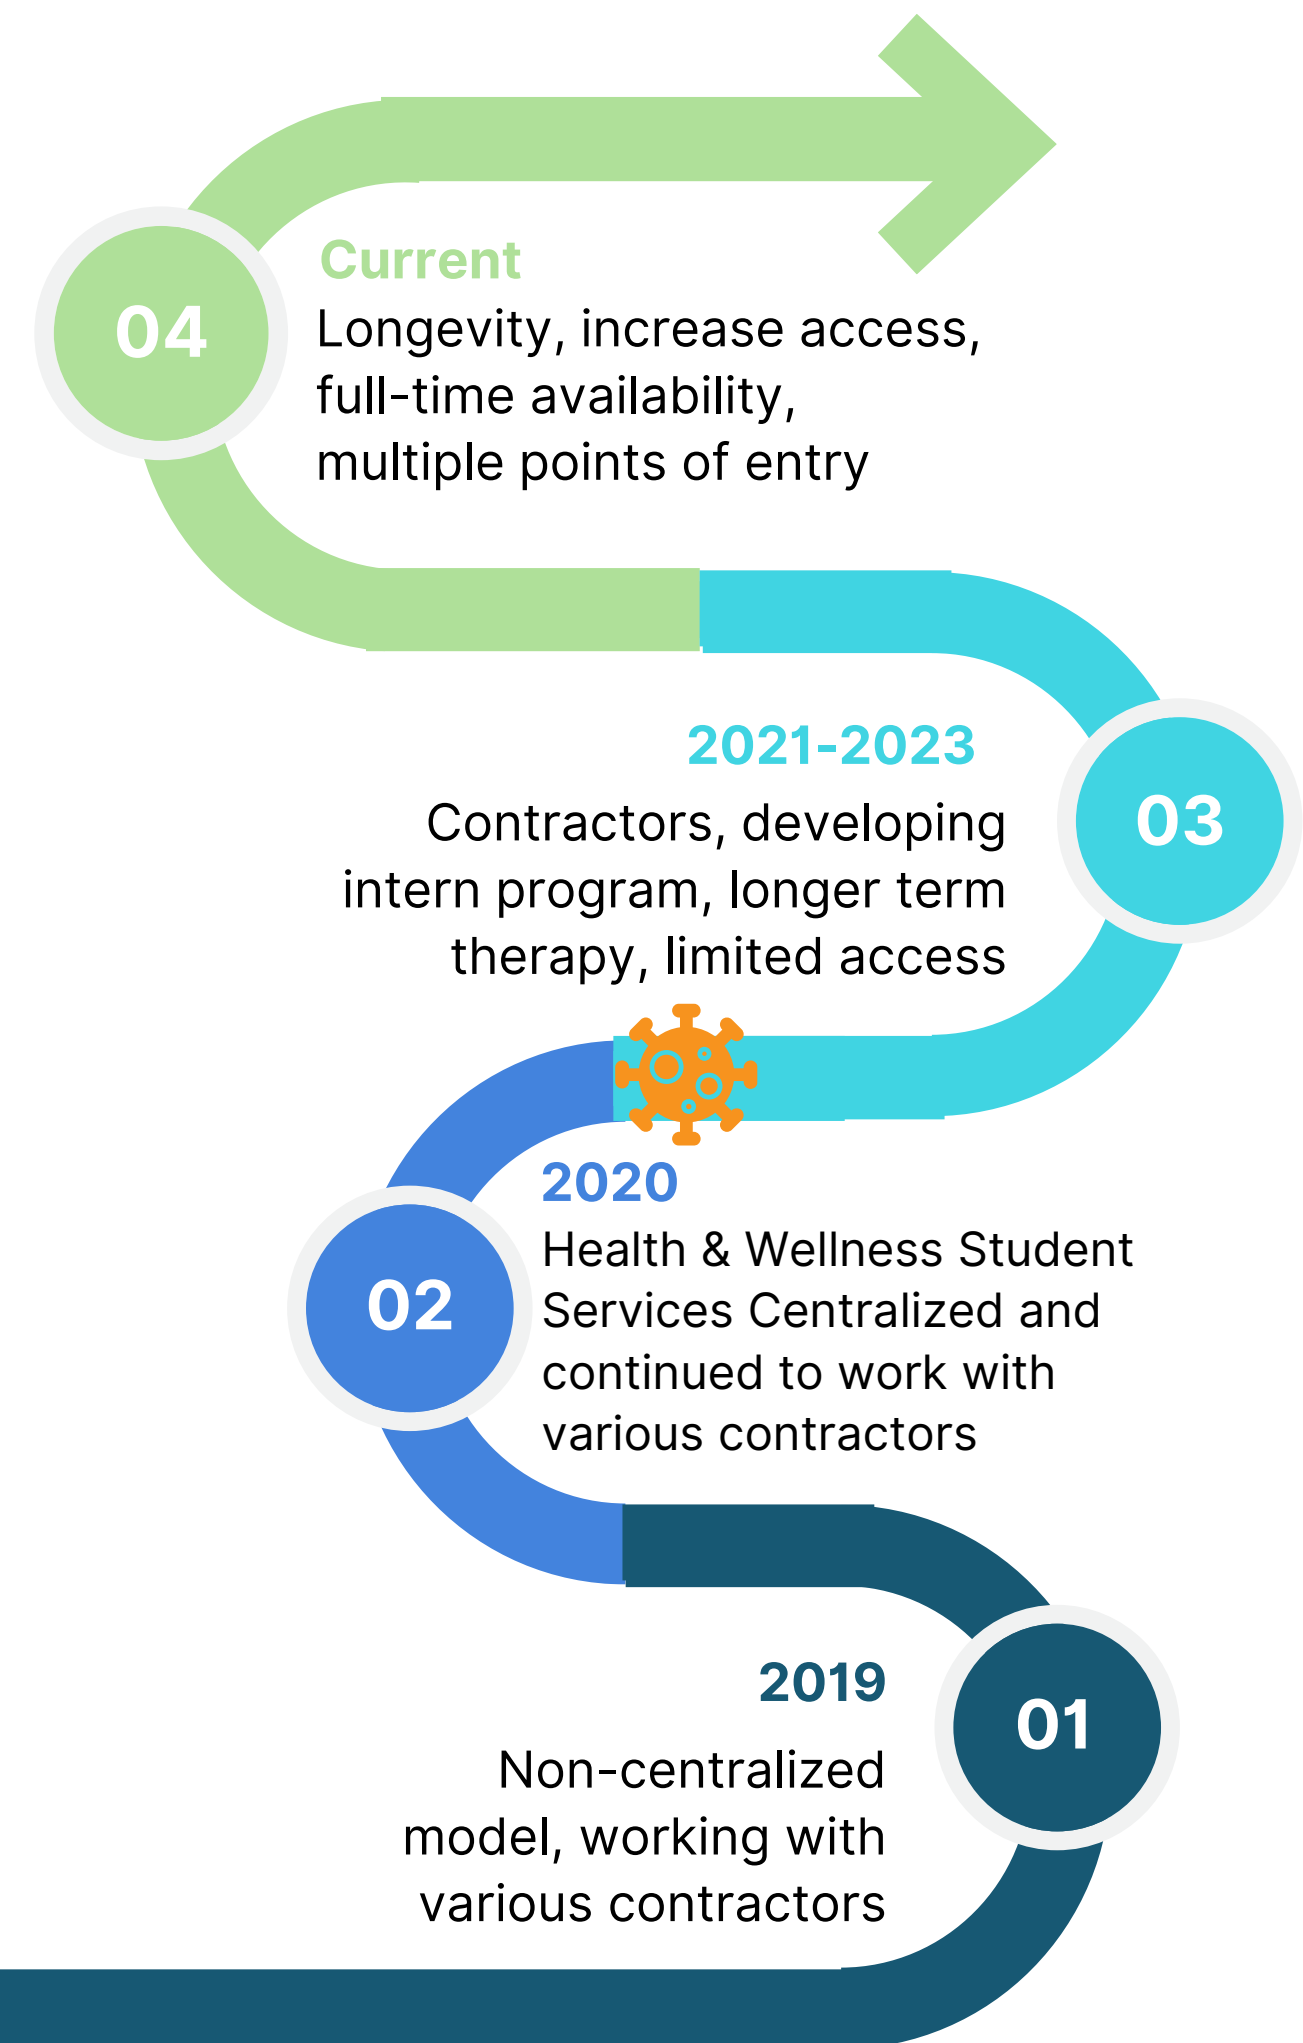 Current
04
Longevity, increase access,
full-time availability,
multiple points of entry
2021-2023
03
Contractors, developing
intern program, longer term
therapy, limited access
2020
02
Health & Wellness Student
Services Centralized and
continued to work with
various contractors
2019
01
Non-centralized
model, working with
various contractors